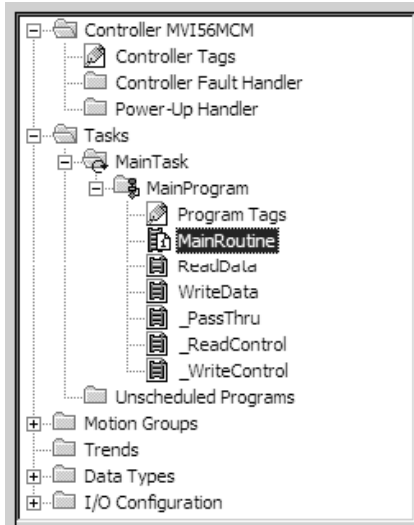 Controller MVI56MCM
Controller Tags
Controller Fault Handler
Power-Up Handler
Tasks
MainTask
MainProgram
Program Tags
MainRoutine
ReadData
WriteData
_PassThru
_ReadControl
_WriteControl
Unscheduled Programs
Motion Groups
Trends
Data Types
I/O Configuration